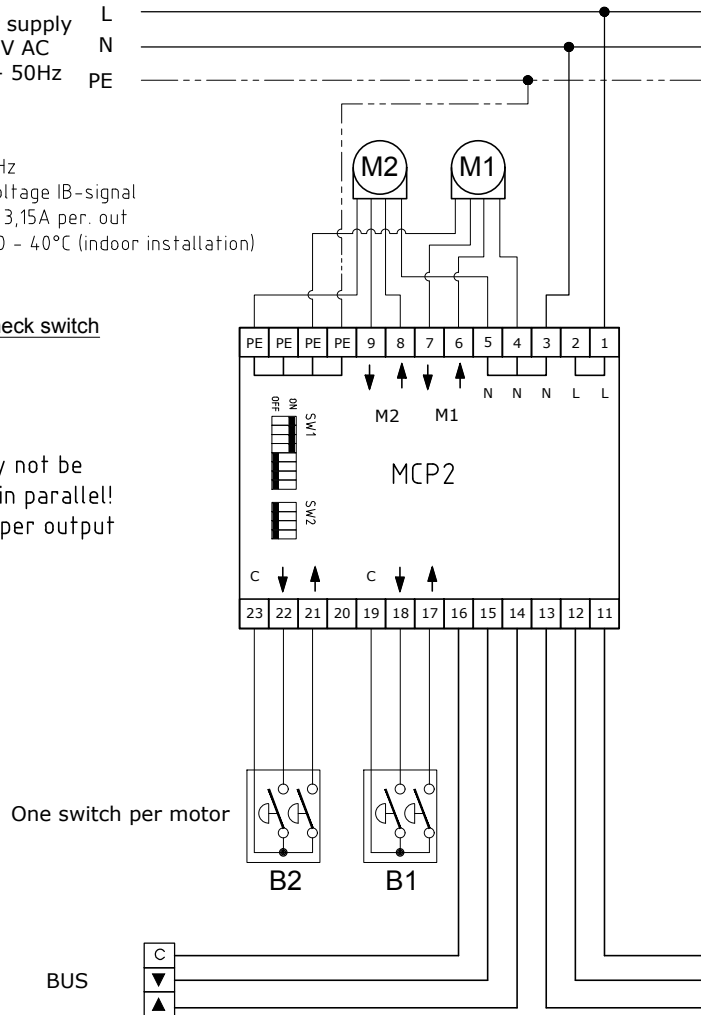 supply L
V AC N
- 50Hz PE
Hz
oltage IB-signal
3,15A per. out
0 - 40°C (indoor installation)
M2 M1
neck switch
PE PE PE PE 9 8 7 6 5 4 3 2 1
N N N L L
M2 M1
OFF ON
SW1
MCP2
y not be
in parallel!
per output
SW2
C C
23 22 21 20 19 18 17 16 15 14 13 12 11
One switch per motor
B2 B1
C
BUS